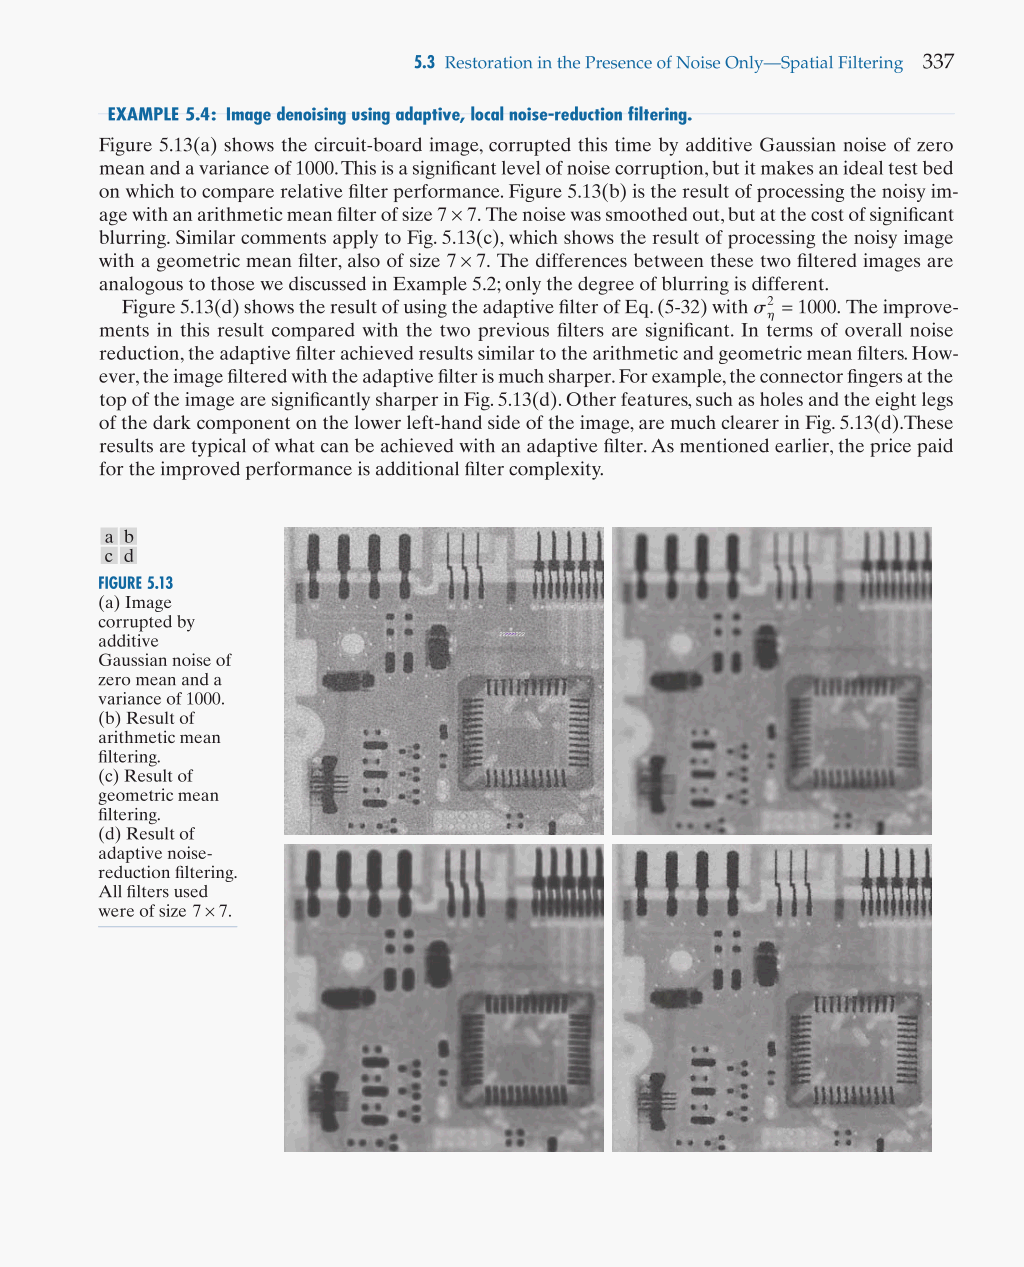 5.3 Restoration in the Presence of Noise Only—Spatial Filtering 337
EXAMPLE 5.4: Image denoising using adaptive, local noise-reduction filtering.
Figure 5.13(a) shows the circuit-board image, corrupted this time by additive Gaussian noise of zero
mean and a variance of 1000. This is a significant level of noise corruption, but it makes an ideal test bed
on which to compare relative filter performance. Figure 5.13(b) is the result of processing the noisy im-
age with an arithmetic mean filter of size 7 × 7. The noise was smoothed out, but at the cost of significant
blurring. Similar comments apply to Fig. 5.13(c), which shows the result of processing the noisy image
with a geometric mean filter, also of size 7 × 7. The differences between these two filtered images are
analogous to those we discussed in Example 5.2; only the degree of blurring is different.
Figure 5.13(d) shows the result of using the adaptive filter of Eq. (5-32) with σ²η = 1000. The improve-
ments in this result compared with the two previous filters are significant. In terms of overall noise
reduction, the adaptive filter achieved results similar to the arithmetic and geometric mean filters. How-
ever, the image filtered with the adaptive filter is much sharper. For example, the connector fingers at the
top of the image are significantly sharper in Fig. 5.13(d). Other features, such as holes and the eight legs
of the dark component on the lower left-hand side of the image, are much clearer in Fig. 5.13(d).These
results are typical of what can be achieved with an adaptive filter. As mentioned earlier, the price paid
for the improved performance is additional filter complexity.
a b
c d
FIGURE 5.13
(a) Image
corrupted by
additive
Gaussian noise of
zero mean and a
variance of 1000.
(b) Result of
arithmetic mean
filtering.
(c) Result of
geometric mean
filtering.
(d) Result of
adaptive noise-
reduction filtering.
All filters used
were of size 7 × 7.